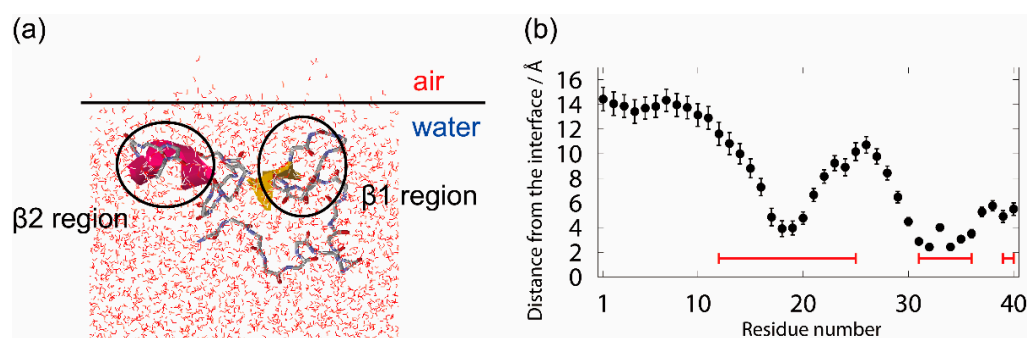 (a)
air
water
β2 region
β1 region
(b)
Distance from the interface / Å
16
14
12
10
8
6
4
2
0
1 10 20 30 40
Residue number